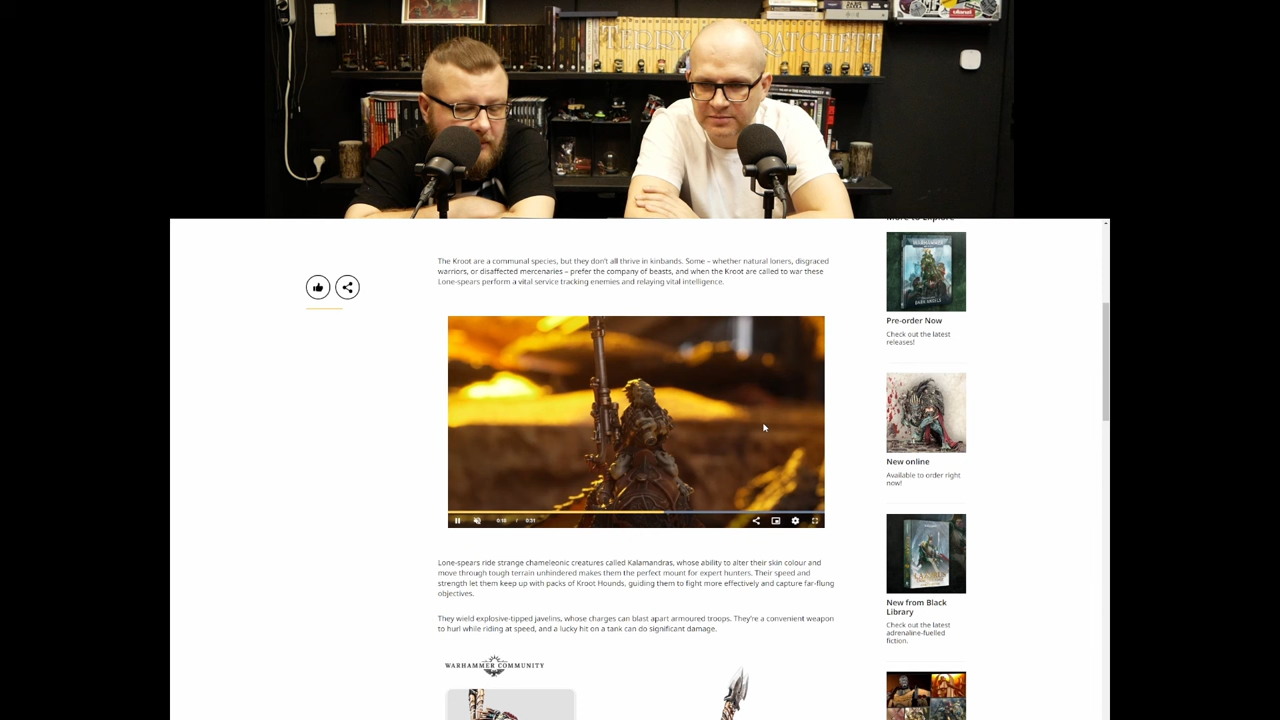 TERRY PRATCHETT
More to Explore
The Kroot are a communal species, but they don't all thrive in kinbands. Some – whether natural loners, disgraced
warriors, or disaffected mercenaries – prefer the company of beasts, and when the Kroot are called to war these
Lone-spears perform a vital service tracking enemies and relaying vital intelligence.
Pre-order Now
Check out the latest
releases!
New online
Available to order right
now!
0:18 / 0:31
Lone-spears ride strange chameleonic creatures called Kalamandras, whose ability to alter their skin colour and
move through tough terrain unhindered makes them the perfect mount for expert hunters. Their speed and
strength let them keep up with packs of Kroot Hounds, guiding them to fight more effectively and capture far-flung
objectives.
They wield explosive-tipped javelins, whose charges can blast apart armoured troops. They're a convenient weapon
to hurl while riding at speed, and a lucky hit on a tank can do significant damage.
New from Black
Library
Check out the latest
adrenaline-fuelled
fiction.
WARHAMMER COMMUNITY